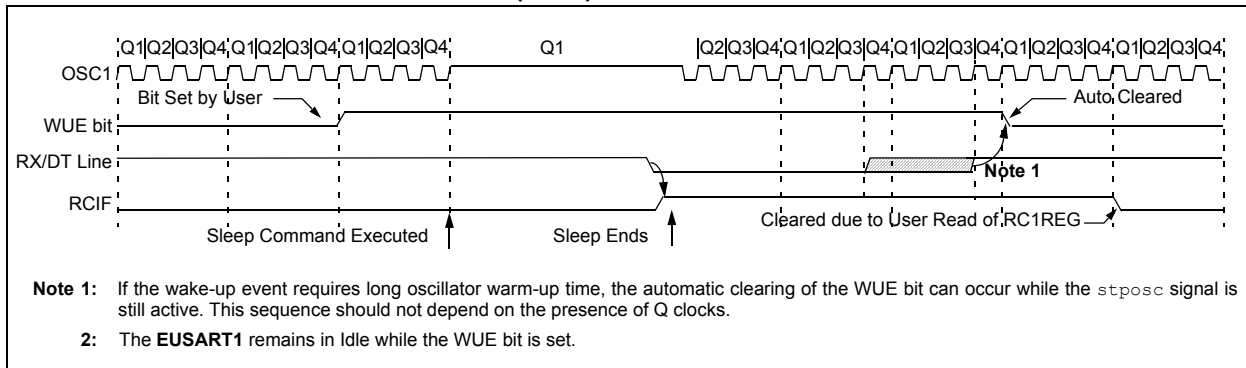 Q1|Q2|Q3|Q4|Q1|Q2|Q3|Q4|Q1|Q2|Q3|Q4 Q1 |Q2|Q3|Q4|Q1|Q2|Q3|Q4|Q1|Q2|Q3|Q4|Q1|Q2|Q3|Q4|Q1|Q2|Q3|Q4
OSC1
Bit Set by User Auto Cleared
WUE bit
RX/DT Line
Note 1
RCIF
Cleared due to User Read of RC1REG
Sleep Command Executed Sleep Ends
Note 1: If the wake-up event requires long oscillator warm-up time, the automatic clearing of the WUE bit can occur while the stposc signal is
still active. This sequence should not depend on the presence of Q clocks.
2: The EUSART1 remains in Idle while the WUE bit is set.